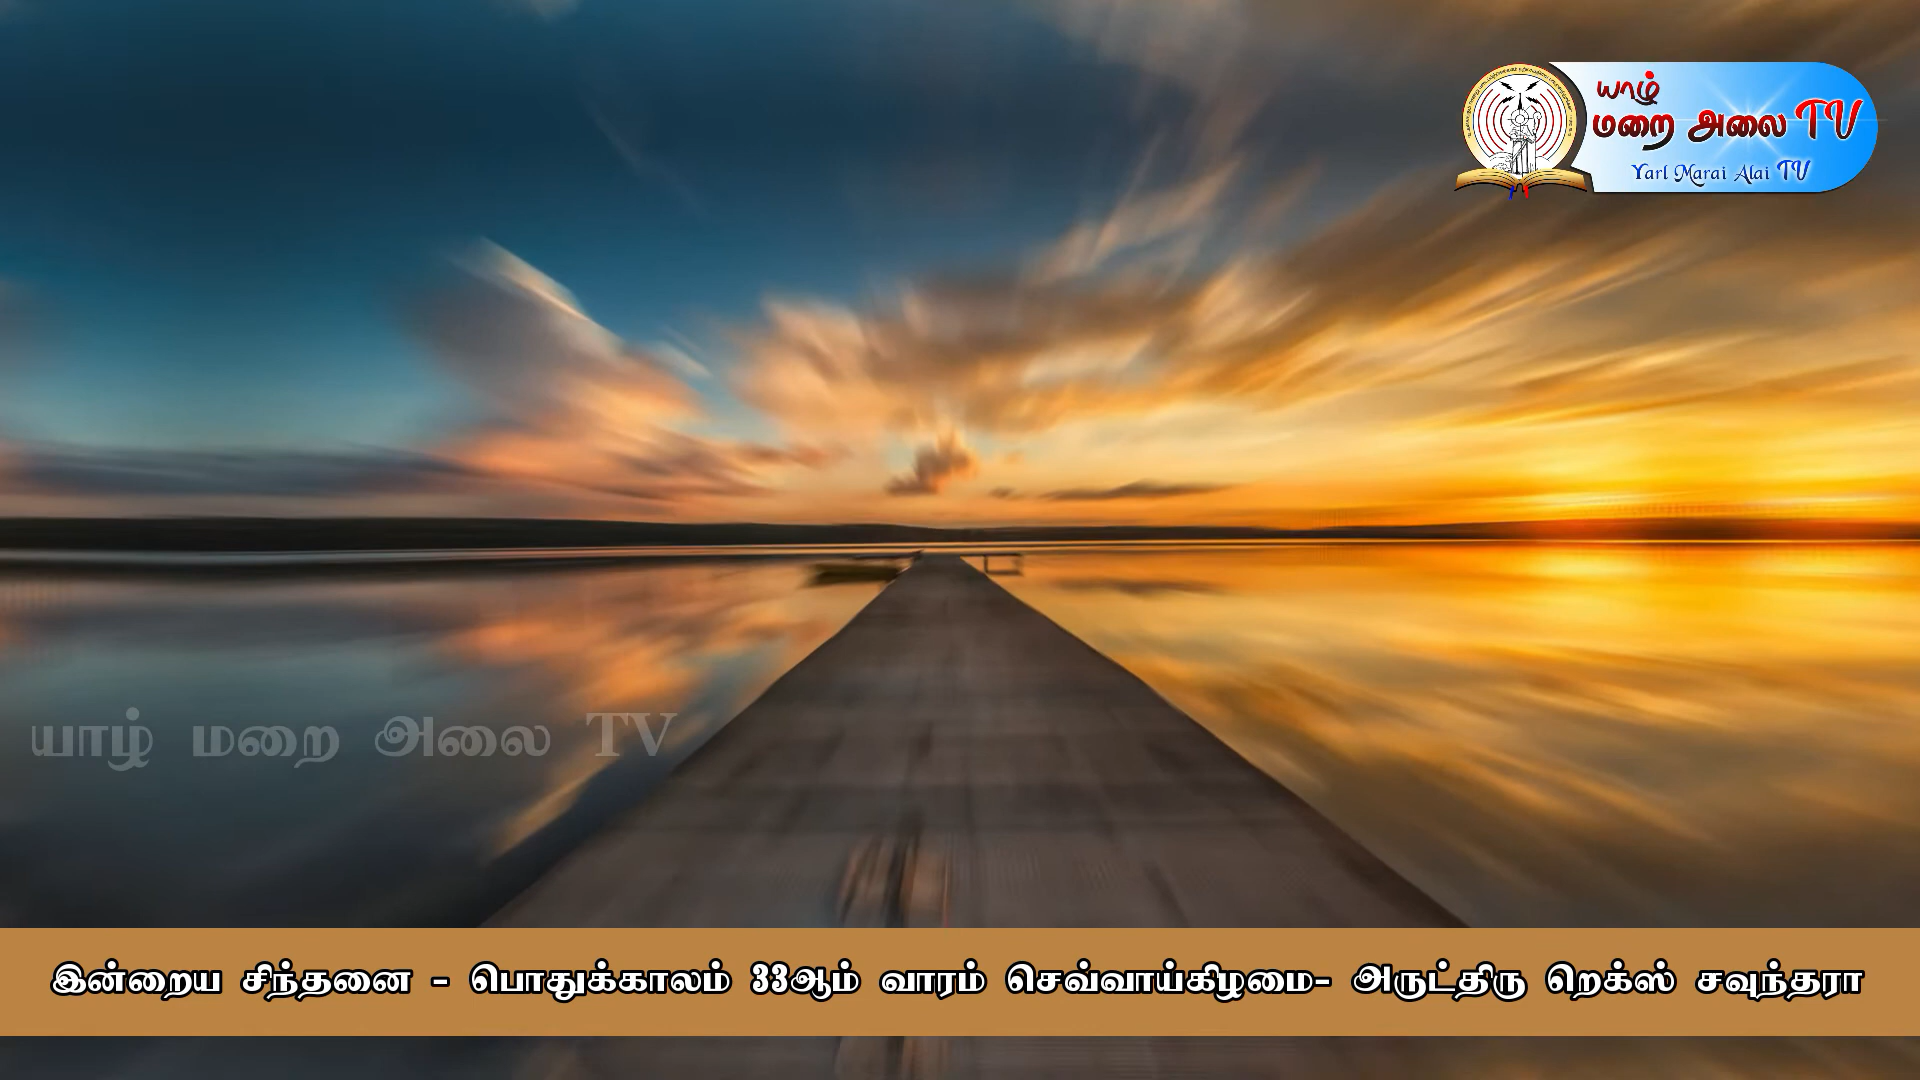 யாழ்
மறை அலை TV
Yarl Marai Alai TV
யாழ் மறை அலை TV
இன்றைய சிந்தனை - பொதுக்காலம் 33ஆம் வாரம் செவ்வாய்கிழமை- அருட்திரு றெக்ஸ் சவுந்தரா